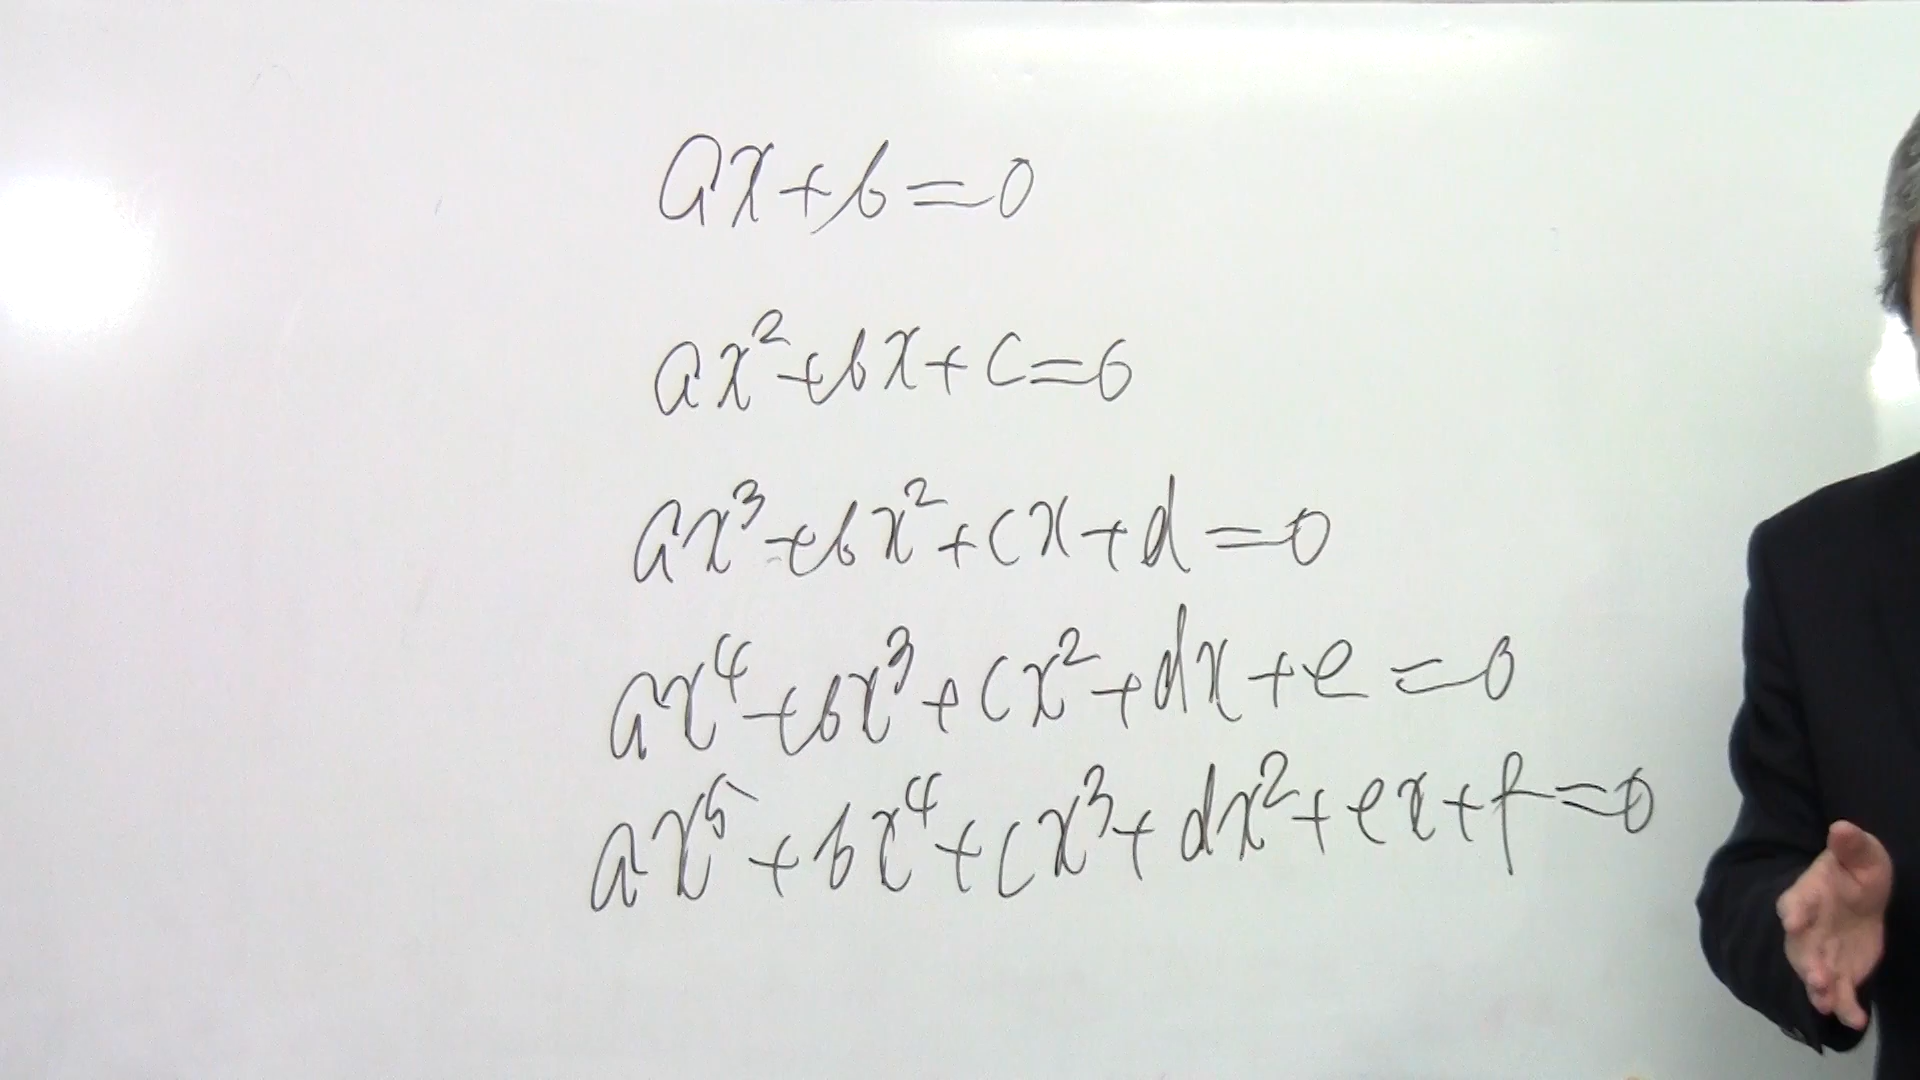 ax+b=0
ax²+bx+c=0
ax³+bx²+cx+d=0
ax⁴+bx³+cx²+dx+e=0
ax⁵+bx⁴+cx³+dx²+ex+f=0